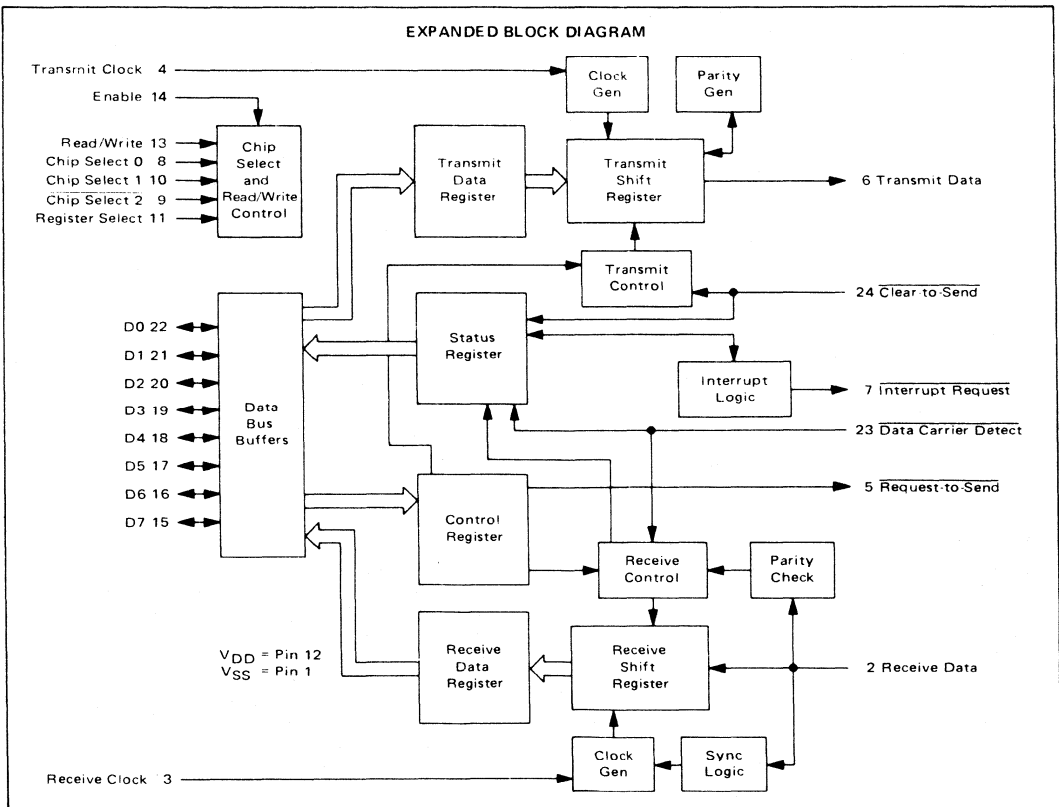 EXPANDED BLOCK DIAGRAM
Transmit Clock 4
Enable 14
Read/Write 13
Chip Select 0 8
Chip Select 1 10
Chip Select 2 9
Register Select 11
Chip
Select
and
Read/Write
Control
Clock
Gen
Parity
Gen
Transmit
Data
Register
Transmit
Shift
Register
6 Transmit Data
Transmit
Control
24 Clear-to-Send
D0 22
D1 21
D2 20
D3 19
D4 18
D5 17
D6 16
D7 15
Data
Bus
Buffers
Status
Register
Interrupt
Logic
7 Interrupt Request
23 Data Carrier Detect
5 Request-to-Send
Control
Register
Receive
Control
Parity
Check
VDD = Pin 12
VSS = Pin 1
Receive
Data
Register
Receive
Shift
Register
2 Receive Data
Clock
Gen
Sync
Logic
Receive Clock 3